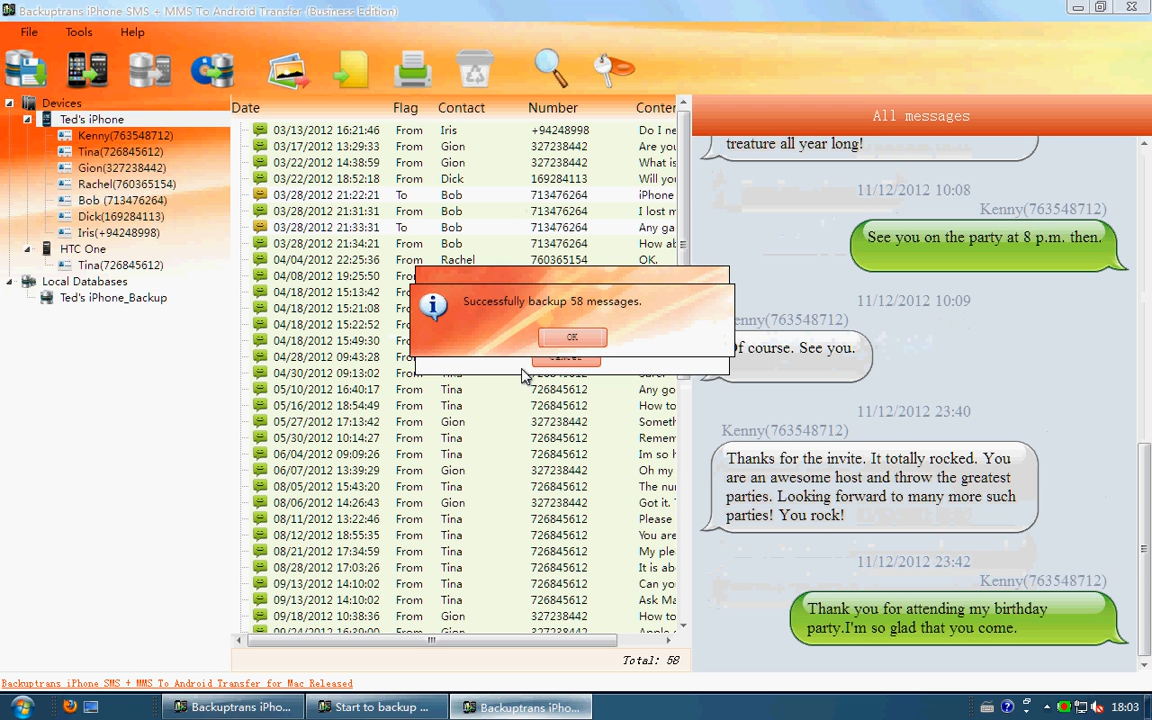 Backuptrans iPhone SMS + MMS To Android Transfer (Business Edition)
File Tools Help
Devices
Ted's iPhone
Kenny(763548712)
Tina(726845612)
Gion(327238442)
Rachel(760365154)
Bob (713476264)
Dick(169284113)
Iris(+94248998)
HTC One
Tina(726845612)
Local Databases
Ted's iPhone_Backup
Date Flag Contact Number Conter
03/13/2012 16:21:46 From Iris +94248998 Do I ne
03/17/2012 13:29:33 From Gion 327238442 Are you
03/22/2012 14:38:59 From Gion 327238442 What is
03/22/2012 18:52:18 From Dick 169284113 Will you
03/28/2012 21:22:21 To Bob 713476264 iPhone
03/28/2012 21:31:31 From Bob 713476264 I lost m
03/28/2012 21:33:31 To Bob 713476264 Any ga
03/28/2012 21:34:21 From Bob 713476264 How ab
04/04/2012 22:25:36 From Rachel 760365154 OK.
04/08/2012 19:25:50
04/18/2012 15:13:42
04/18/2012 15:21:08
04/18/2012 15:22:52
04/18/2012 15:49:30
04/28/2012 09:43:28
04/30/2012 09:13:02 From Tina 726845612
05/10/2012 16:40:17 From Tina 726845612 Any go
05/16/2012 18:54:49 From Tina 726845612 How to
05/27/2012 17:13:42 From Gion 327238442 Someth
05/30/2012 10:14:27 From Tina 726845612 Remem
06/04/2012 09:09:26 From Tina 726845612 Im so h
06/07/2012 13:39:29 From Gion 327238442 Oh my
08/05/2012 15:43:20 From Tina 726845612 The nu
08/06/2012 14:26:43 From Gion 327238442 Got it.
08/11/2012 13:22:46 From Tina 726845612 Please
08/12/2012 18:55:35 From Tina 726845612 You are
08/21/2012 17:34:59 From Tina 726845612 My ple
08/28/2012 17:03:26 From Tina 726845612 It is ab
09/13/2012 14:10:02 From Tina 726845612 Can yo
09/13/2012 14:10:02 From Tina 726845612 Ask Ma
09/18/2012 10:38:36 From Gion 327238442 How to
09/24/2012 16:39:00 From Gion 327238442
Total: 58
Successfully backup 58 messages.
OK
All messages
treature all year long!
11/12/2012 10:08
Kenny(763548712)
See you on the party at 8 p.m. then.
11/12/2012 10:09
enny(763548712)
Of course. See you.
11/12/2012 23:40
Kenny(763548712)
Thanks for the invite. It totally rocked. You
are an awesome host and throw the greatest
parties. Looking forward to many more such
parties! You rock!
11/12/2012 23:42
Kenny(763548712)
Thank you for attending my birthday
party.I'm so glad that you come.
Backuptrans iPhone SMS + MMS To Android Transfer for Mac Released
Backuptrans iPho...
Start to backup ...
Backuptrans iPho...
18:03